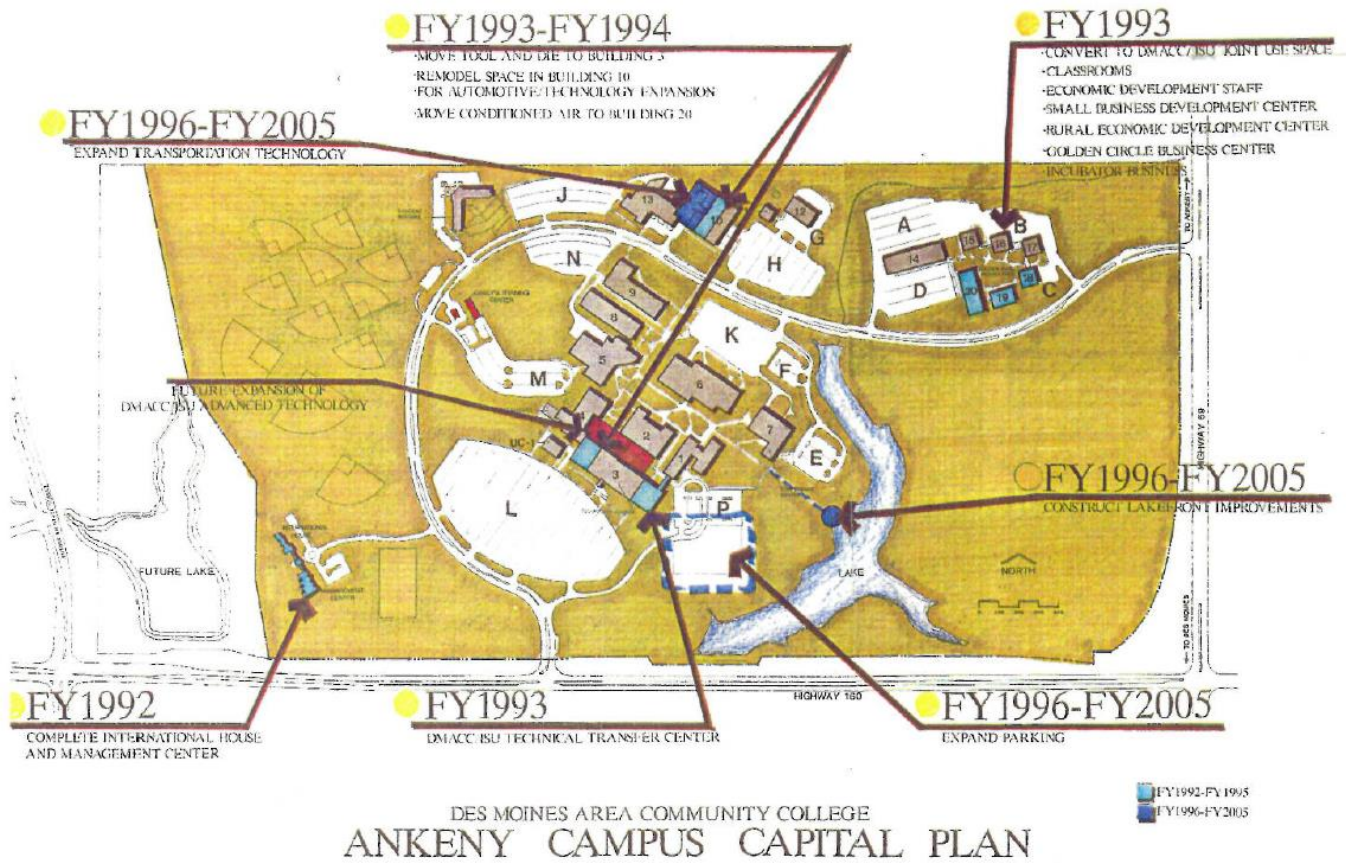 FY1993-FY1994
·MOVE TOOL AND DIE TO BUILDING 3
·REMODEL SPACE IN BUILDING 10
·FOR AUTOMOTIVE/TECHNOLOGY EXPANSION
·MOVE CONDITIONED AIR TO BUILDING 20
FY1993
·CONVERT TO DMACC/ISU JOINT USE SPACE
·CLASSROOMS
·ECONOMIC DEVELOPMENT STAFF
·SMALL BUSINESS DEVELOPMENT CENTER
·RURAL ECONOMIC DEVELOPMENT CENTER
·GOLDEN CIRCLE BUSINESS CENTER
·INCUBATOR BUSINESS
FY1996-FY2005
EXPAND TRANSPORTATION TECHNOLOGY
J
13
10
12
G
A
B
15
16
17
N
H
14
18
C
D
20
19
9
8
K
5
M
F
6
FUTURE EXPANSION OF
DMACC/ISU ADVANCED TECHNOLOGY
4
2
7
UC-1
1
E
3
L
P
FY1996-FY2005
CONSTRUCT LAKEFRONT IMPROVEMENTS
HIGHWAY 69
FUTURE LAKE
LAKE
NORTH
TO DES MOINES
HIGHWAY 160
FY1992
COMPLETE INTERNATIONAL HOUSE
AND MANAGEMENT CENTER
FY1993
DMACC/ISU TECHNICAL TRANSFER CENTER
FY1996-FY2005
EXPAND PARKING
FY1992-FY1995
FY1996-FY2005
DES MOINES AREA COMMUNITY COLLEGE
ANKENY CAMPUS CAPITAL PLAN